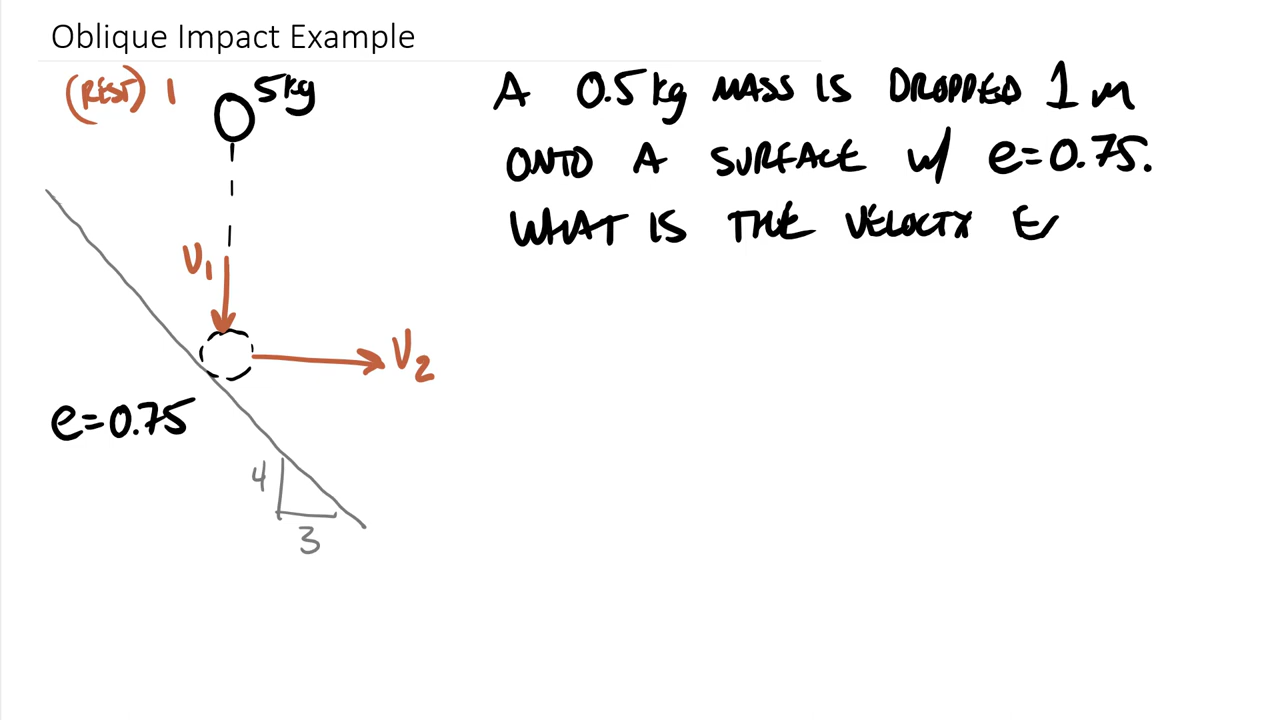 Oblique Impact Example
(REST) 1
5kg
A 0.5kg MASS IS DROPPED 1m
ONTO A SURFACE w/ e=0.75.
WHAT IS THE VELOCTY
V1
V2
e=0.75
4
3